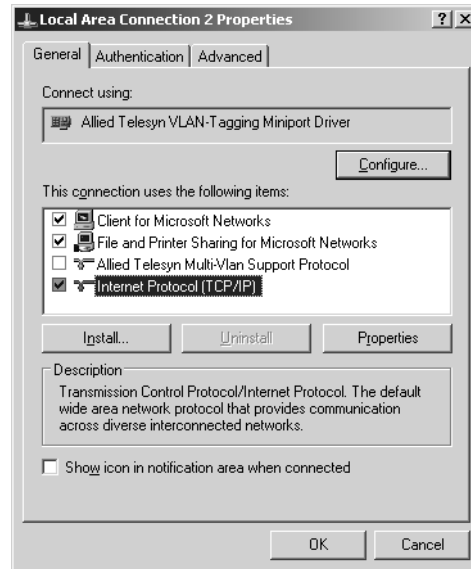 Local Area Connection 2 Properties
General Authentication Advanced
Connect using:
Allied Telesyn VLAN-Tagging Miniport Driver
Configure...
This connection uses the following items:
Client for Microsoft Networks
File and Printer Sharing for Microsoft Networks
Allied Telesyn Multi-Vlan Support Protocol
Internet Protocol (TCP/IP)
Install... Uninstall Properties
Description
Transmission Control Protocol/Internet Protocol. The default
wide area network protocol that provides communication
across diverse interconnected networks.
Show icon in notification area when connected
OK Cancel